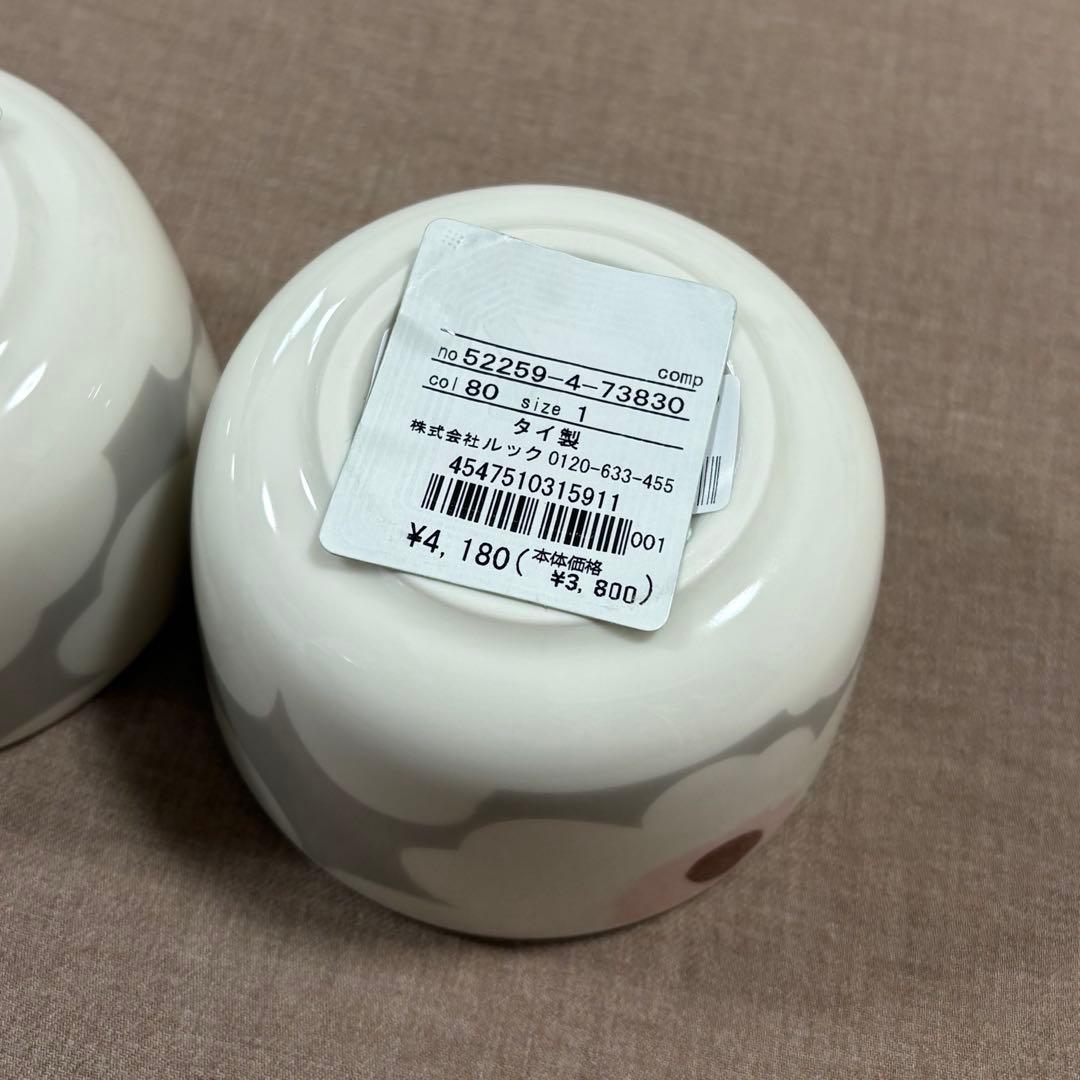 comp
no 52259-4-73830
col 80 size 1
タイ製
株式会社ルック 0120-633-455
4547510315911
001
¥4,180(本体価格
¥3,800)